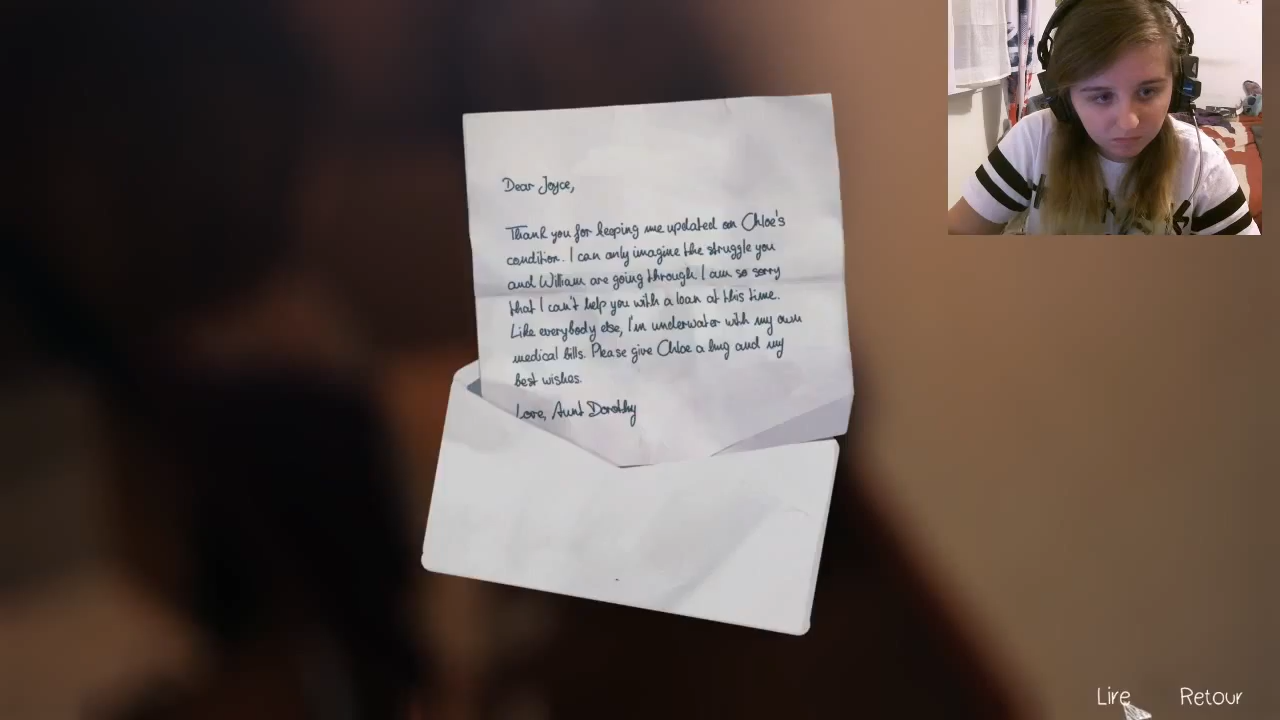 Dear Joyce,
Thank you for keeping me updated on Chloe's
condition. I can only imagine the struggle you
and William are going through. I am so sorry
that I can't help you with a loan at this time.
Like everybody else, I'm underwater with my own
medical bills. Please give Chloe a hug and my
best wishes.
Love, Aunt Dorothy
Lire Retour